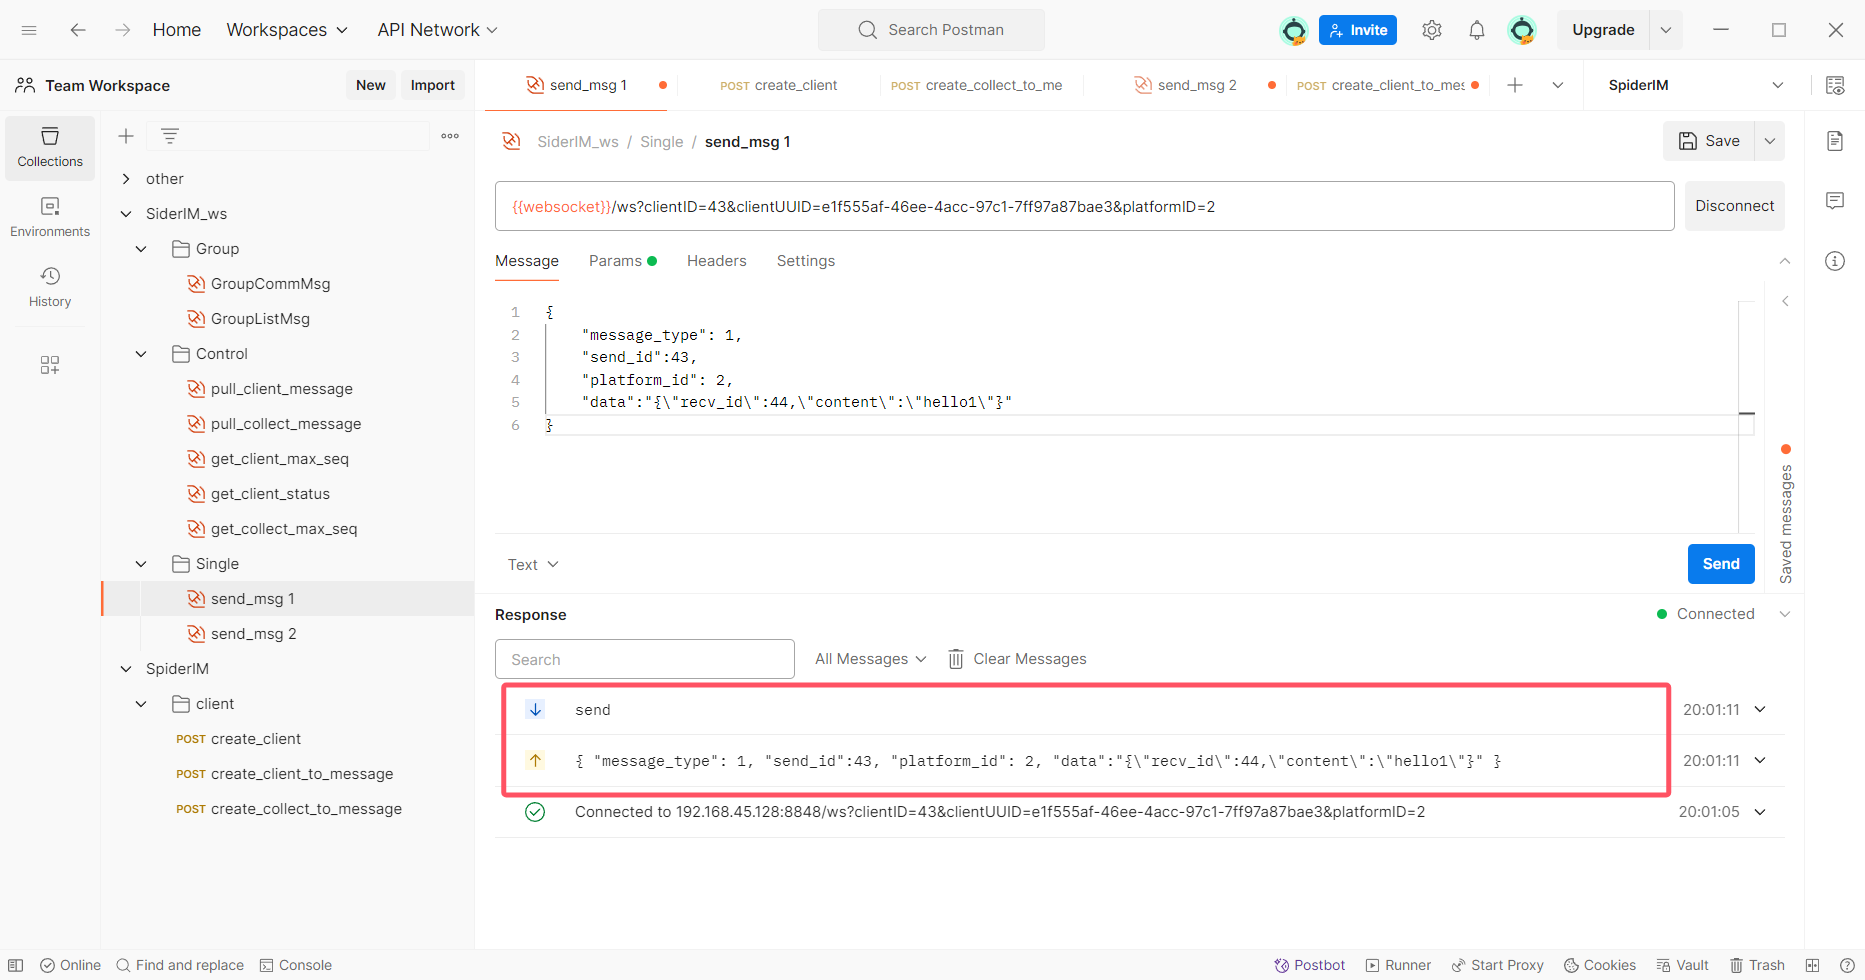 Home
Workspaces
API Network
Search Postman
Invite
Upgrade
Team Workspace
New
Import
send_msg 1
POST create_client
POST create_collect_to_me
send_msg 2
POST create_client_to_mes
SpiderIM
Collections
Environments
History
other
SiderIM_ws
Group
GroupCommMsg
GroupListMsg
Control
pull_client_message
pull_collect_message
get_client_max_seq
get_client_status
get_collect_max_seq
Single
send_msg 1
send_msg 2
SpiderIM
client
POST create_client
POST create_client_to_message
POST create_collect_to_message
SiderIM_ws / Single / send_msg 1
Save
{{websocket}}/ws?clientID=43&clientUUID=e1f555af-46ee-4acc-97c1-7ff97a87bae3&platformID=2
Disconnect
Message
Params
Headers
Settings
1 {
2 "message_type": 1,
3 "send_id":43,
4 "platform_id": 2,
5 "data":"{\"recv_id\":44,\"content\":\"hello1\"}"
6 }
Text
Send
Saved messages
Response
Connected
Search
All Messages
Clear Messages
send 20:01:11
{ "message_type": 1, "send_id":43, "platform_id": 2, "data":"{\"recv_id\":44,\"content\":\"hello1\"}" } 20:01:11
Connected to 192.168.45.128:8848/ws?clientID=43&clientUUID=e1f555af-46ee-4acc-97c1-7ff97a87bae3&platformID=2 20:01:05
Online
Find and replace
Console
Postbot
Runner
Start Proxy
Cookies
Vault
Trash